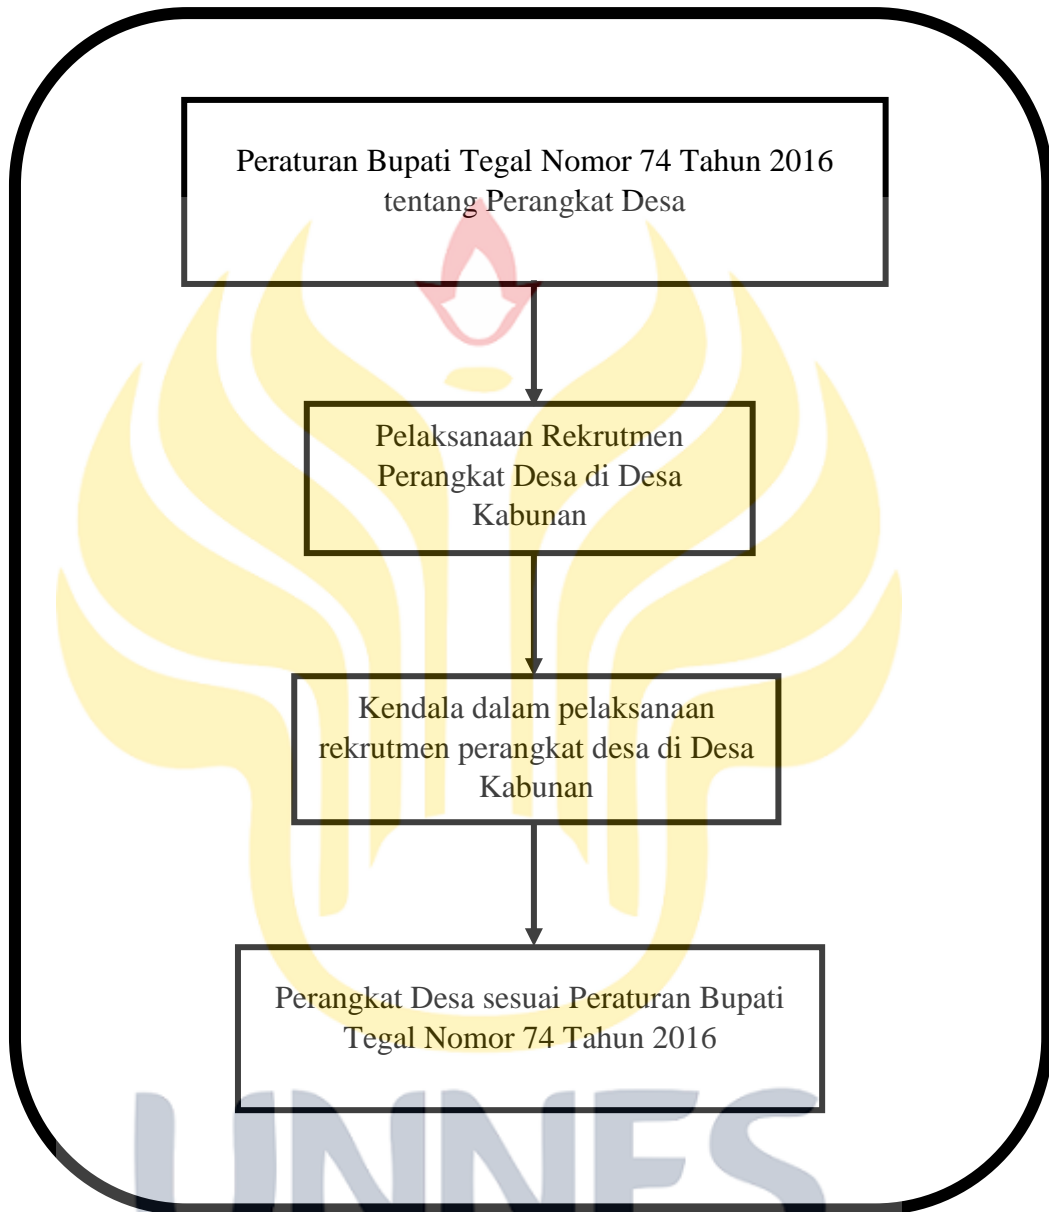 Peraturan Bupati Tegal Nomor 74 Tahun 2016
tentang Perangkat Desa
Pelaksanaan Rekrutmen
Perangkat Desa di Desa
Kabunan
Kendala dalam pelaksanaan
rekrutmen perangkat desa di Desa
Kabunan
Perangkat Desa sesuai Peraturan Bupati
Tegal Nomor 74 Tahun 2016
UNNES